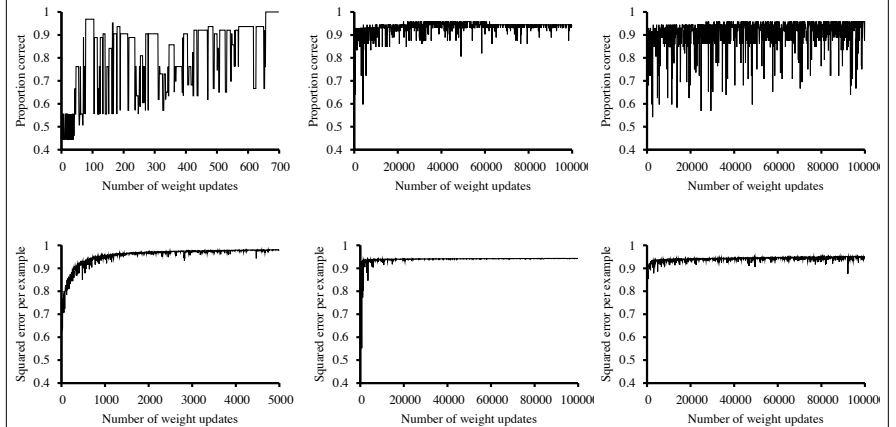 Proportion correct
1
0.9
0.8
0.7
0.6
0.5
0.4
0 100 200 300 400 500 600 700
Number of weight updates
Proportion correct
1
0.9
0.8
0.7
0.6
0.5
0.4
0 20000 40000 60000 80000 100000
Number of weight updates
Proportion correct
1
0.9
0.8
0.7
0.6
0.5
0.4
0 20000 40000 60000 80000 100000
Number of weight updates
Squared error per example
1
0.9
0.8
0.7
0.6
0.5
0.4
0 1000 2000 3000 4000 5000
Number of weight updates
Squared error per example
1
0.9
0.8
0.7
0.6
0.5
0.4
0 20000 40000 60000 80000 100000
Number of weight updates
Squared error per example
1
0.9
0.8
0.7
0.6
0.5
0.4
0 20000 40000 60000 80000 100000
Number of weight updates